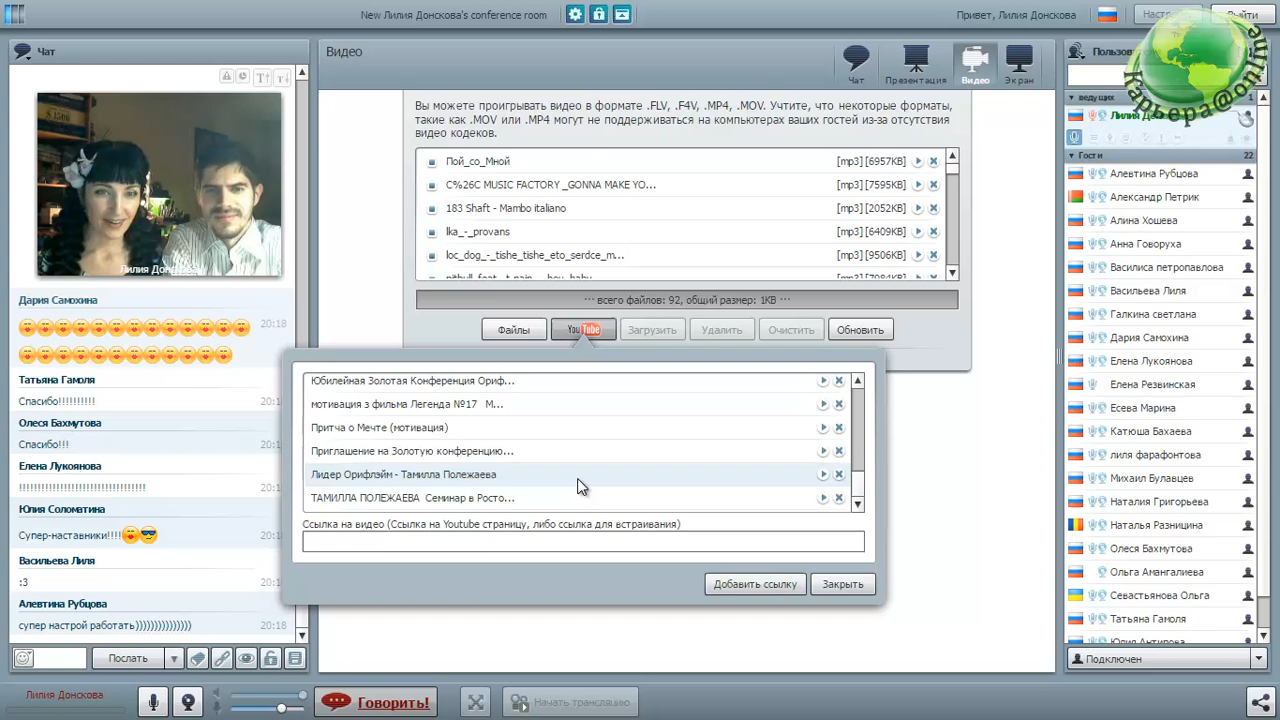 New Лилия Донскова's conference room
Привет, Лилия Донскова
Выйти
Чат
Лилия Донскова
Дария Самохина
20:18
Татьяна Гамоля
Спасибо!!!!!!!!!!
Олеся Бахмутова
Спасибо!!!
Елена Лукоянова
!!!!!!!!!!!!!!!!!!!!!!!!!!!!!!!!
Юлия Соломатина
Супер-наставники!!!!
Васильева Лиля
:3
Алевтина Рубцова
супер настрой работать)))))))))))))))
20:18
Послать
Видео
Чат
Презентация
Видео
Экран
Вы можете проигрывать видео в формате .FLV, .F4V, .MP4, .MOV. Учтите, что некоторые форматы,
такие как .MOV или .MP4 могут не поддерживаться на компьютерах ваших гостей из-за отсутствия
видео кодеков.
Пой_со_Мной [mp3] [6957KB]
C%26C MUSIC FACTORY _GONNA MAKE YO... [mp3] [7595KB]
183 Shaft - Mambo italiano [mp3] [2052KB]
lka_-_provans [mp3] [6409KB]
loc_dog_-_tishe_tishe_eto_serdce_m... [mp3] [9506KB]
··· всего файлов: 92, общий размер: 1KB ···
Файлы
YouTube
Загрузить
Удалить
Очистить
Обновить
Юбилейная Золотая Конференция Ориф...
мотивация з фильма Легенда №17 М...
Притча о Мечте (мотивация)
Приглашение на Золотую конференцию...
Лидер Орифлэйм - Тамилла Полежаева
ТАМИЛЛА ПОЛЕЖАЕВА Семинар в Росто...
Ссылка на видео (Ссылка на Youtube страницу, либо ссылка для встраивания)
Добавить ссылку
Закрыть
карьера@online
ведущих 1
Гости 22
Алевтина Рубцова
Александр Петрик
Алина Хошева
Анна Говоруха
Василиса петропавлова
Васильева Лиля
Галкина светлана
Дария Самохина
Елена Лукоянова
Елена Резвинская
Есева Марина
Катюша Бахаева
лилия фарафонтова
Михаил Булавцев
Наталия Григорьева
Наталья Разницина
Олеся Бахмутова
Ольга Амангалиева
Севастьянова Ольга
Татьяна Гамоля
Юлия Антипова
Подключен
Лилия Донскова
Говорить!
Начать трансляцию